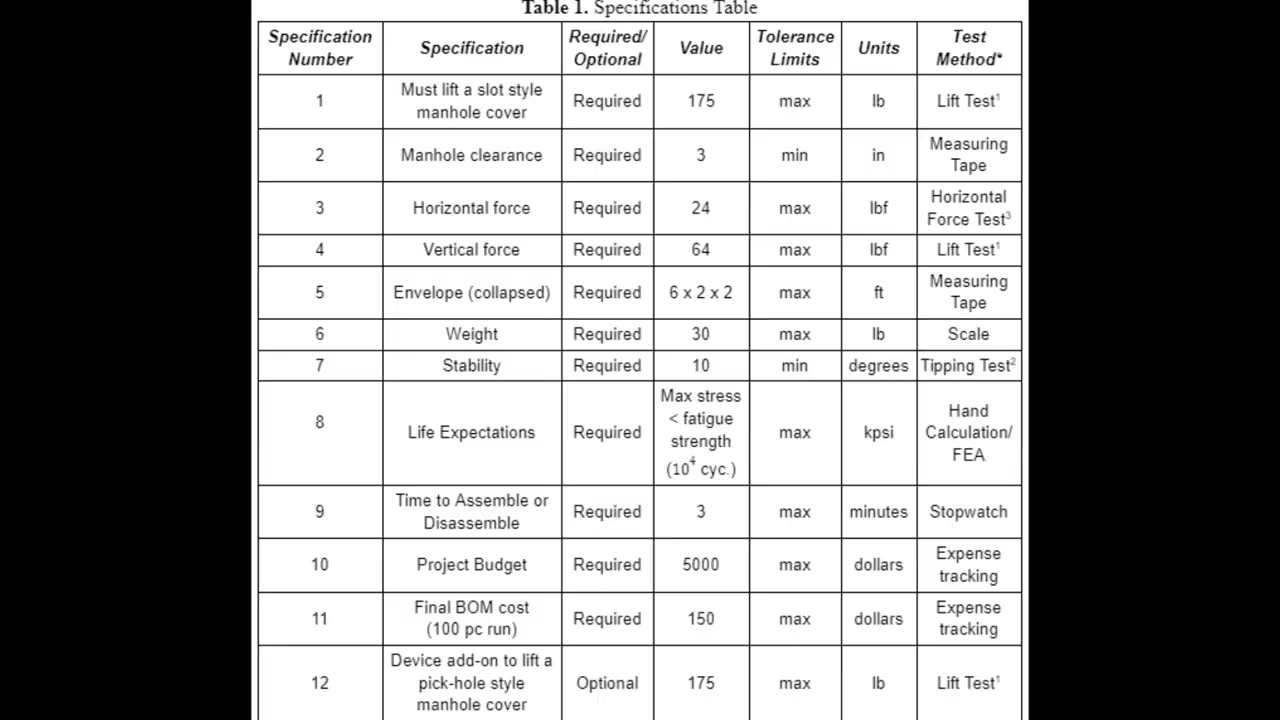 Table 1. Specifications Table
Specification Number | Specification | Required/ Optional | Value | Tolerance Limits | Units | Test Method*
1 | Must lift a slot style manhole cover | Required | 175 | max | lb | Lift Test¹
2 | Manhole clearance | Required | 3 | min | in | Measuring Tape
3 | Horizontal force | Required | 24 | max | lbf | Horizontal Force Test³
4 | Vertical force | Required | 64 | max | lbf | Lift Test¹
5 | Envelope (collapsed) | Required | 6 x 2 x 2 | max | ft | Measuring Tape
6 | Weight | Required | 30 | max | lb | Scale
7 | Stability | Required | 10 | min | degrees | Tipping Test²
8 | Life Expectations | Required | Max stress < fatigue strength (10⁴ cyc.) | max | kpsi | Hand Calculation/ FEA
9 | Time to Assemble or Disassemble | Required | 3 | max | minutes | Stopwatch
10 | Project Budget | Required | 5000 | max | dollars | Expense tracking
11 | Final BOM cost (100 pc run) | Required | 150 | max | dollars | Expense tracking
12 | Device add-on to lift a pick-hole style manhole cover | Optional | 175 | max | lb | Lift Test¹